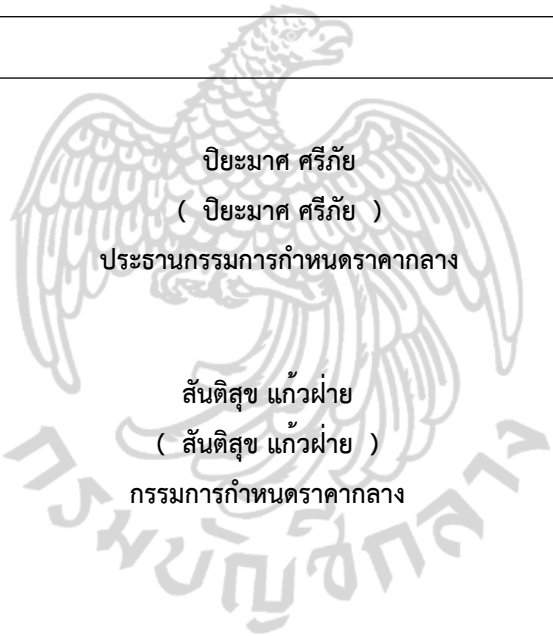 ปิยะมาศ ศรีภัย
( ปิยะมาศ ศรีภัย )
ประธานกรรมการกำหนดราคากลาง
สันติสุข แก้วฝ่าย
( สันติสุข แก้วฝ่าย )
กรรมการกำหนดราคากลาง
กรมบัญชีกลาง